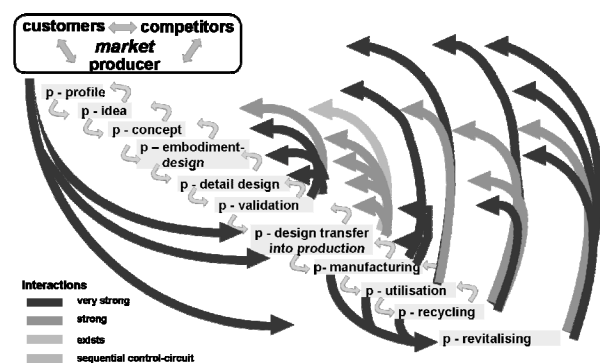 customers competitors
market
producer
p - profile
p - idea
p - concept
p – embodiment-
design
p - detail design
p - validation
p - design transfer
into production
p- manufacturing
p - utilisation
p - recycling
p - revitalising
Interactions
very strong
strong
exists
sequential control-circuit